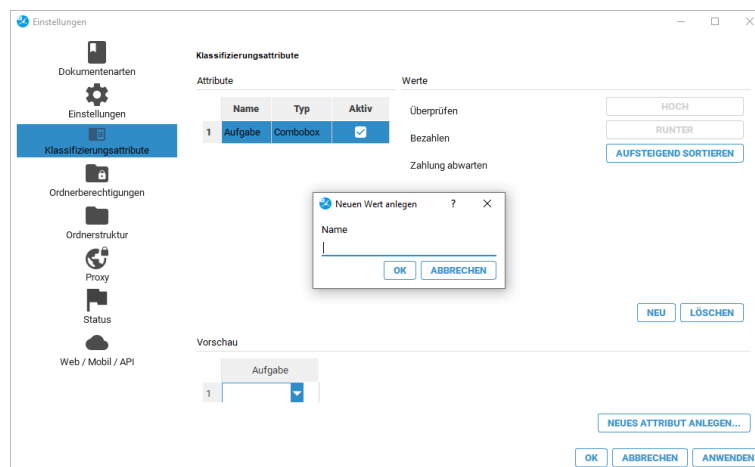 Einstellungen
Dokumentenarten
Einstellungen
Klassifizierungsattribute
Ordnerberechtigungen
Ordnerstruktur
Proxy
Status
Web / Mobil / API
Klassifizierungsattribute
Attribute
Name Typ Aktiv
1 Aufgabe Combobox
Werte
Überprüfen
Bezahlen
Zahlung abwarten
HOCH
RUNTER
AUFSTEIGEND SORTIEREN
Neuen Wert anlegen ?
Name
OK ABBRECHEN
NEU LÖSCHEN
Vorschau
Aufgabe
1
NEUES ATTRIBUT ANLEGEN...
OK ABBRECHEN ANWENDEN